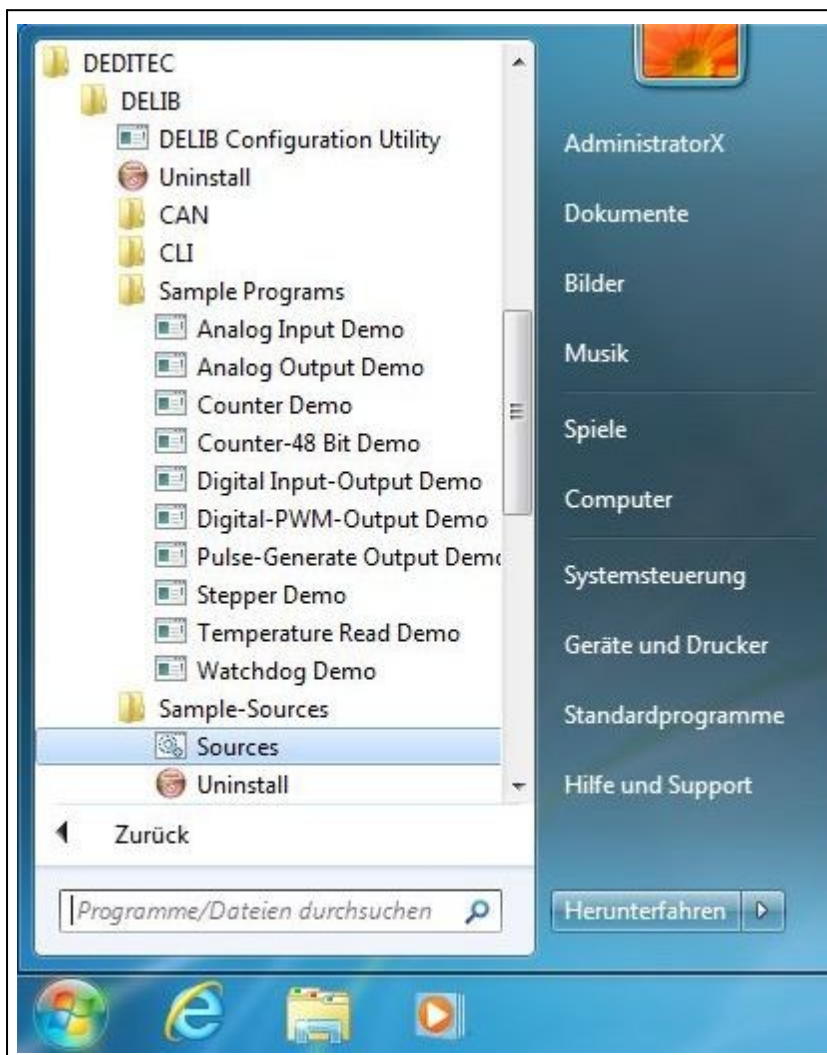 DEDITEC
DELIB
DELIB Configuration Utility
Uninstall
CAN
CLI
Sample Programs
Analog Input Demo
Analog Output Demo
Counter Demo
Counter-48 Bit Demo
Digital Input-Output Demo
Digital-PWM-Output Demo
Pulse-Generate Output Demo
Stepper Demo
Temperature Read Demo
Watchdog Demo
Sample-Sources
Sources
Uninstall
Zurück
Programme/Dateien durchsuchen
AdministratorX
Dokumente
Bilder
Musik
Spiele
Computer
Systemsteuerung
Geräte und Drucker
Standardprogramme
Hilfe und Support
Herunterfahren